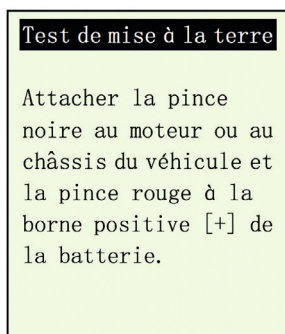 Test de mise à la terre
Attacher la pince
noire au moteur ou au
châssis du véhicule et
la pince rouge à la
borne positive [+] de
la batterie.